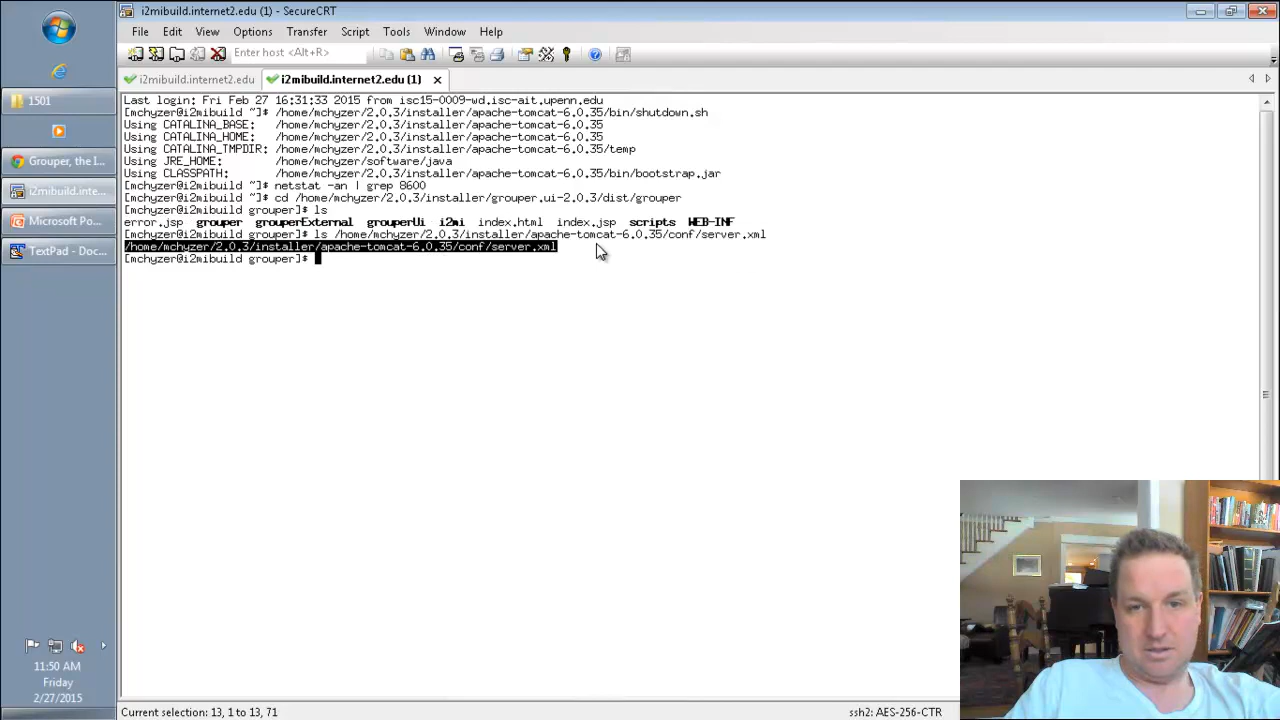 i2mibuild.internet2.edu (1) - SecureCRT
File Edit View Options Transfer Script Tools Window Help
Enter host <Alt+R>
i2mibuild.internet2.edu
i2mibuild.internet2.edu (1)
Last login: Fri Feb 27 16:31:33 2015 from isc15-0009-wd.isc-ait.upenn.edu
[mchyzer@i2mibuild ~]$ /home/mchyzer/2.0.3/installer/apache-tomcat-6.0.35/bin/shutdown.sh
Using CATALINA_BASE: /home/mchyzer/2.0.3/installer/apache-tomcat-6.0.35
Using CATALINA_HOME: /home/mchyzer/2.0.3/installer/apache-tomcat-6.0.35
Using CATALINA_TMPDIR: /home/mchyzer/2.0.3/installer/apache-tomcat-6.0.35/temp
Using JRE_HOME: /home/mchyzer/software/java
Using CLASSPATH: /home/mchyzer/2.0.3/installer/apache-tomcat-6.0.35/bin/bootstrap.jar
[mchyzer@i2mibuild ~]$ netstat -an | grep 8600
[mchyzer@i2mibuild ~]$ cd /home/mchyzer/2.0.3/installer/grouper.ui-2.0.3/dist/grouper
[mchyzer@i2mibuild grouper]$ ls
error.jsp grouper grouperExternal grouperUi i2mi index.html index.jsp scripts WEB-INF
[mchyzer@i2mibuild grouper]$ ls /home/mchyzer/2.0.3/installer/apache-tomcat-6.0.35/conf/server.xml
/home/mchyzer/2.0.3/installer/apache-tomcat-6.0.35/conf/server.xml
[mchyzer@i2mibuild grouper]$
1501
Grouper, the I...
i2mibuild.inte...
Microsoft Po...
TextPad - Doc...
11:50 AM
Friday
2/27/2015
Current selection: 13, 1 to 13, 71
ssh2: AES-256-CTR